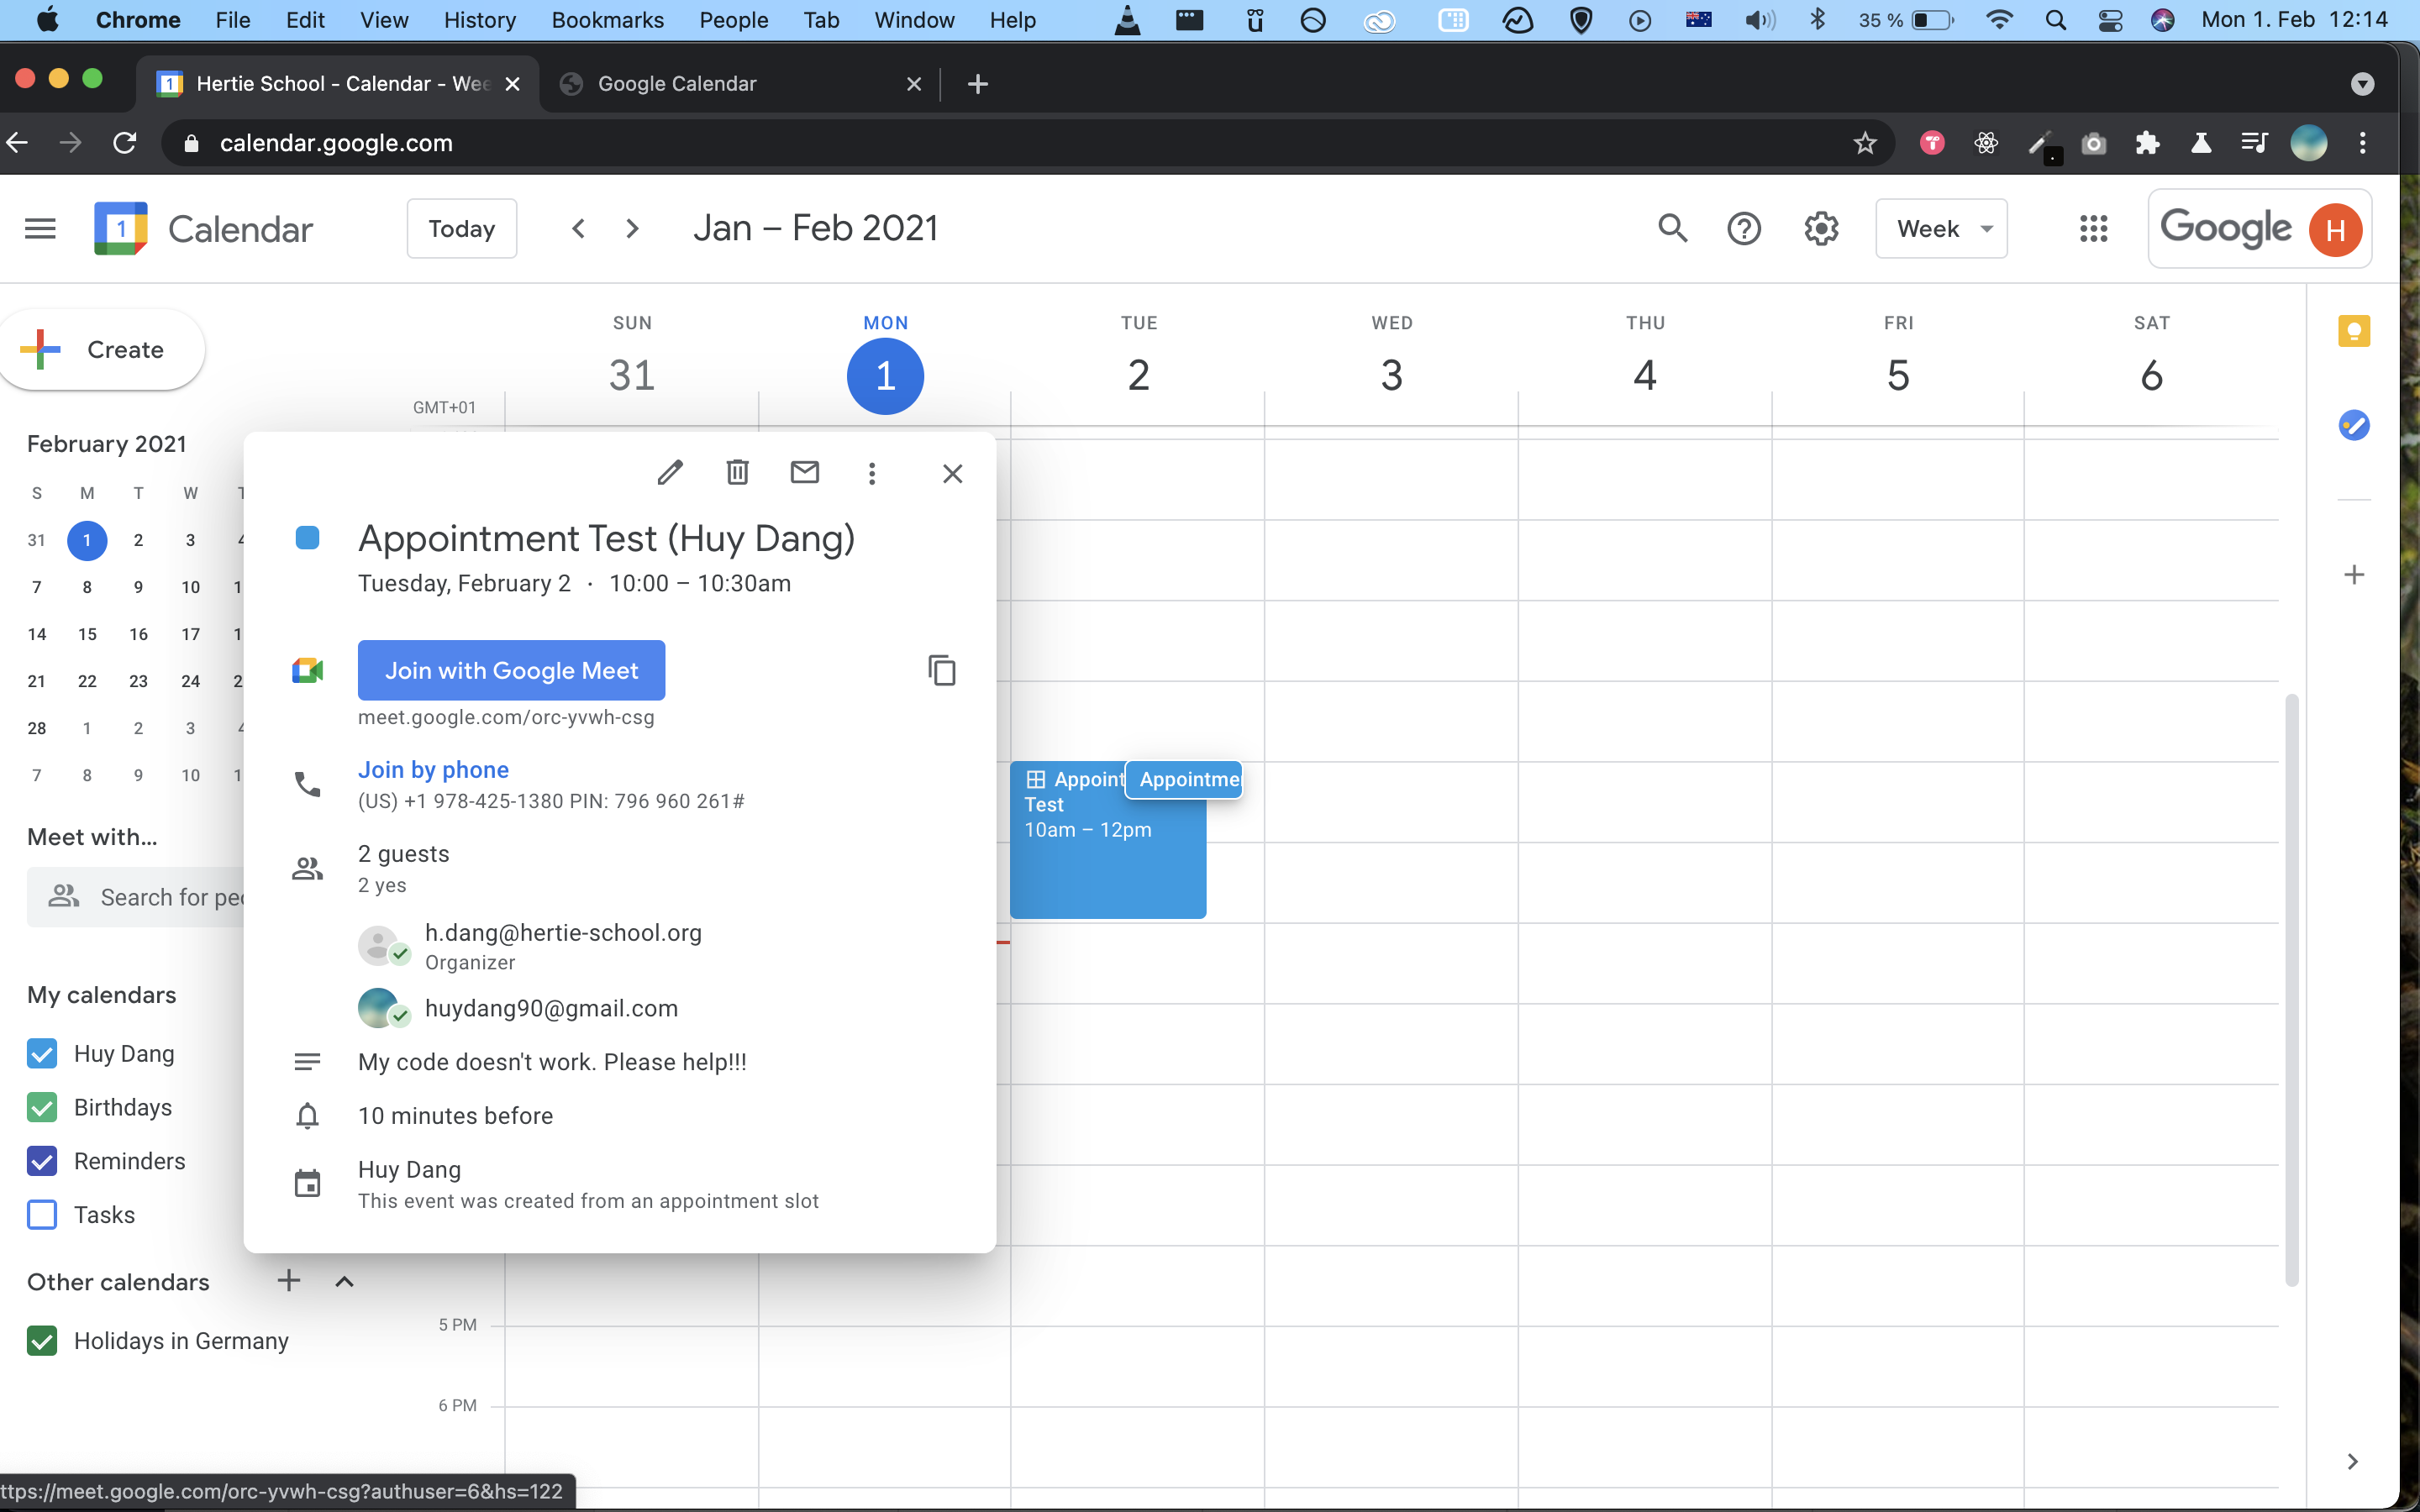 Chrome File Edit View History Bookmarks People Tab Window Help 35 % Mon 1. Feb 12:14
Hertie School - Calendar - Wee Google Calendar
calendar.google.com
1 Calendar Today Jan – Feb 2021 Week Google H
Create
SUN MON TUE WED THU FRI SAT
31 1 2 3 4 5 6
GMT+01
February 2021
S M T W T
31 1 2 3 4
7 8 9 10 1
14 15 16 17 1
21 22 23 24 2
28 1 2 3 4
7 8 9 10 1
Meet with...
Search for pe
My calendars
Huy Dang
Birthdays
Reminders
Tasks
Other calendars
Holidays in Germany
Appointment Test (Huy Dang)
Tuesday, February 2 · 10:00 – 10:30am
Join with Google Meet
meet.google.com/orc-yvwh-csg
Join by phone
(US) +1 978-425-1380 PIN: 796 960 261#
2 guests
2 yes
h.dang@hertie-school.org
Organizer
huydang90@gmail.com
My code doesn't work. Please help!!!
10 minutes before
Huy Dang
This event was created from an appointment slot
Appoint Appointme
Test
10am – 12pm
5 PM
6 PM
ttps://meet.google.com/orc-yvwh-csg?authuser=6&hs=122